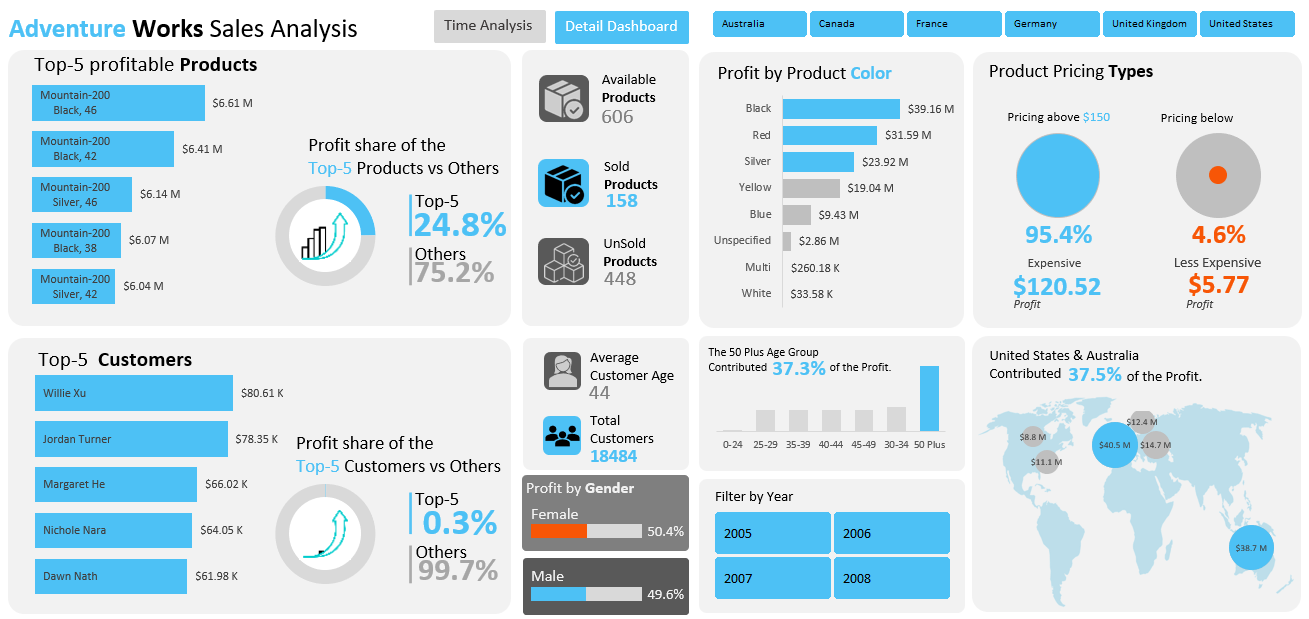 Adventure Works Sales Analysis
Time Analysis
Detail Dashboard
Australia
Canada
France
Germany
United Kingdom
United States
Top-5 profitable Products
Mountain-200
Black, 46
$6.61 M
Mountain-200
Black, 42
$6.41 M
Mountain-200
Silver, 46
$6.14 M
Mountain-200
Black, 38
$6.07 M
Mountain-200
Silver, 42
$6.04 M
Profit share of the
Top-5 Products vs Others
Top-5
24.8%
Others
75.2%
Available
Products
606
Sold
Products
158
UnSold
Products
448
Profit by Product Color
Black
$39.16 M
Red
$31.59 M
Silver
$23.92 M
Yellow
$19.04 M
Blue
$9.43 M
Unspecified
$2.86 M
Multi
$260.18 K
White
$33.58 K
Product Pricing Types
Pricing above $150
95.4%
Expensive
$120.52
Profit
Pricing below
4.6%
Less Expensive
$5.77
Profit
Top-5 Customers
Willie Xu
$80.61 K
Jordan Turner
$78.35 K
Margaret He
$66.02 K
Nichole Nara
$64.05 K
Dawn Nath
$61.98 K
Profit share of the
Top-5 Customers vs Others
Top-5
0.3%
Others
99.7%
Average
Customer Age
44
Total
Customers
18484
Profit by Gender
Female
50.4%
Male
49.6%
The 50 Plus Age Group
Contributed 37.3% of the Profit.
0-24
25-29
35-39
40-44
45-49
30-34
50 Plus
Filter by Year
2005
2006
2007
2008
United States & Australia
Contributed 37.5% of the Profit.
$8.8 M
$11.1 M
$40.5 M
$12.4 M
$14.7 M
$38.7 M